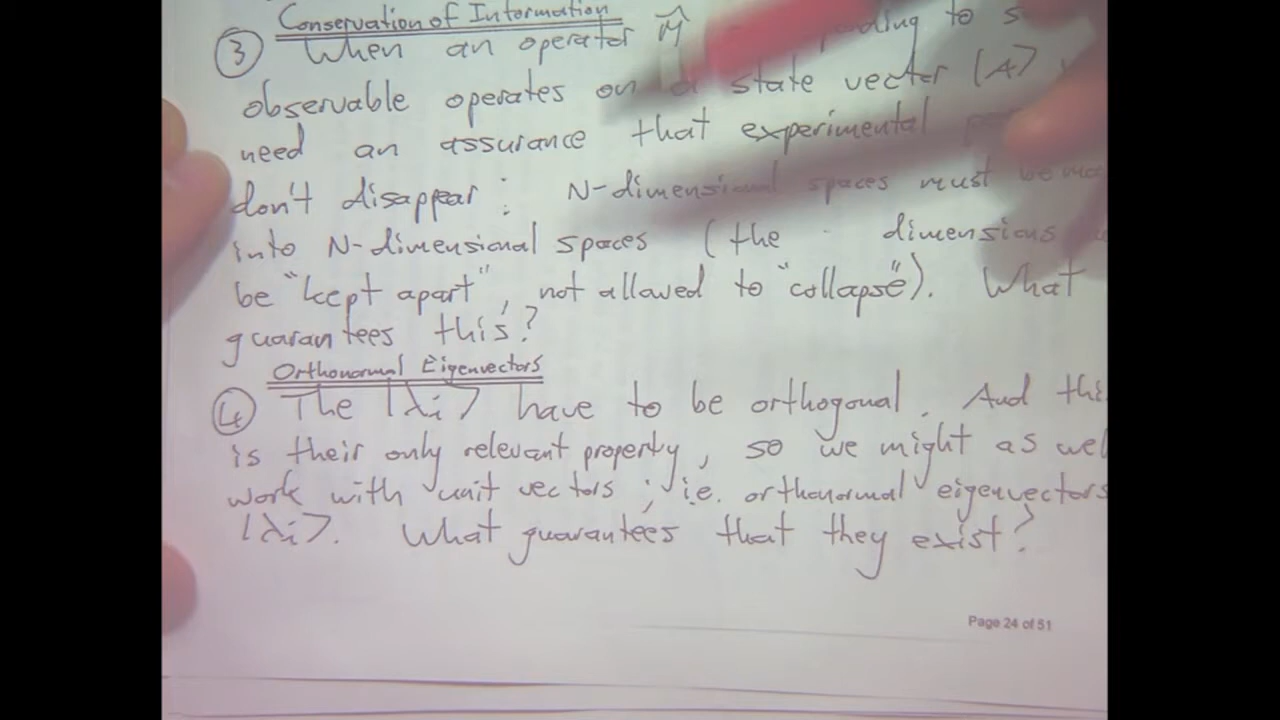 Conservation of Information
③ When an operator M to
observable operates on a state vector |A>
need an assurance that experimental
don't disappear: N-dimensional spaces must be
into N-dimensional spaces (the dimensions
be "kept apart", not allowed to "collapse"). What
guarantees this?
Orthonormal Eigenvectors
④ The |λi> have to be orthogonal. And
is their only relevant property, so we might as
work with unit vectors; i.e. orthonormal eigenvectors
|λi>. What guarantees that they exist?
Page 24 of 51